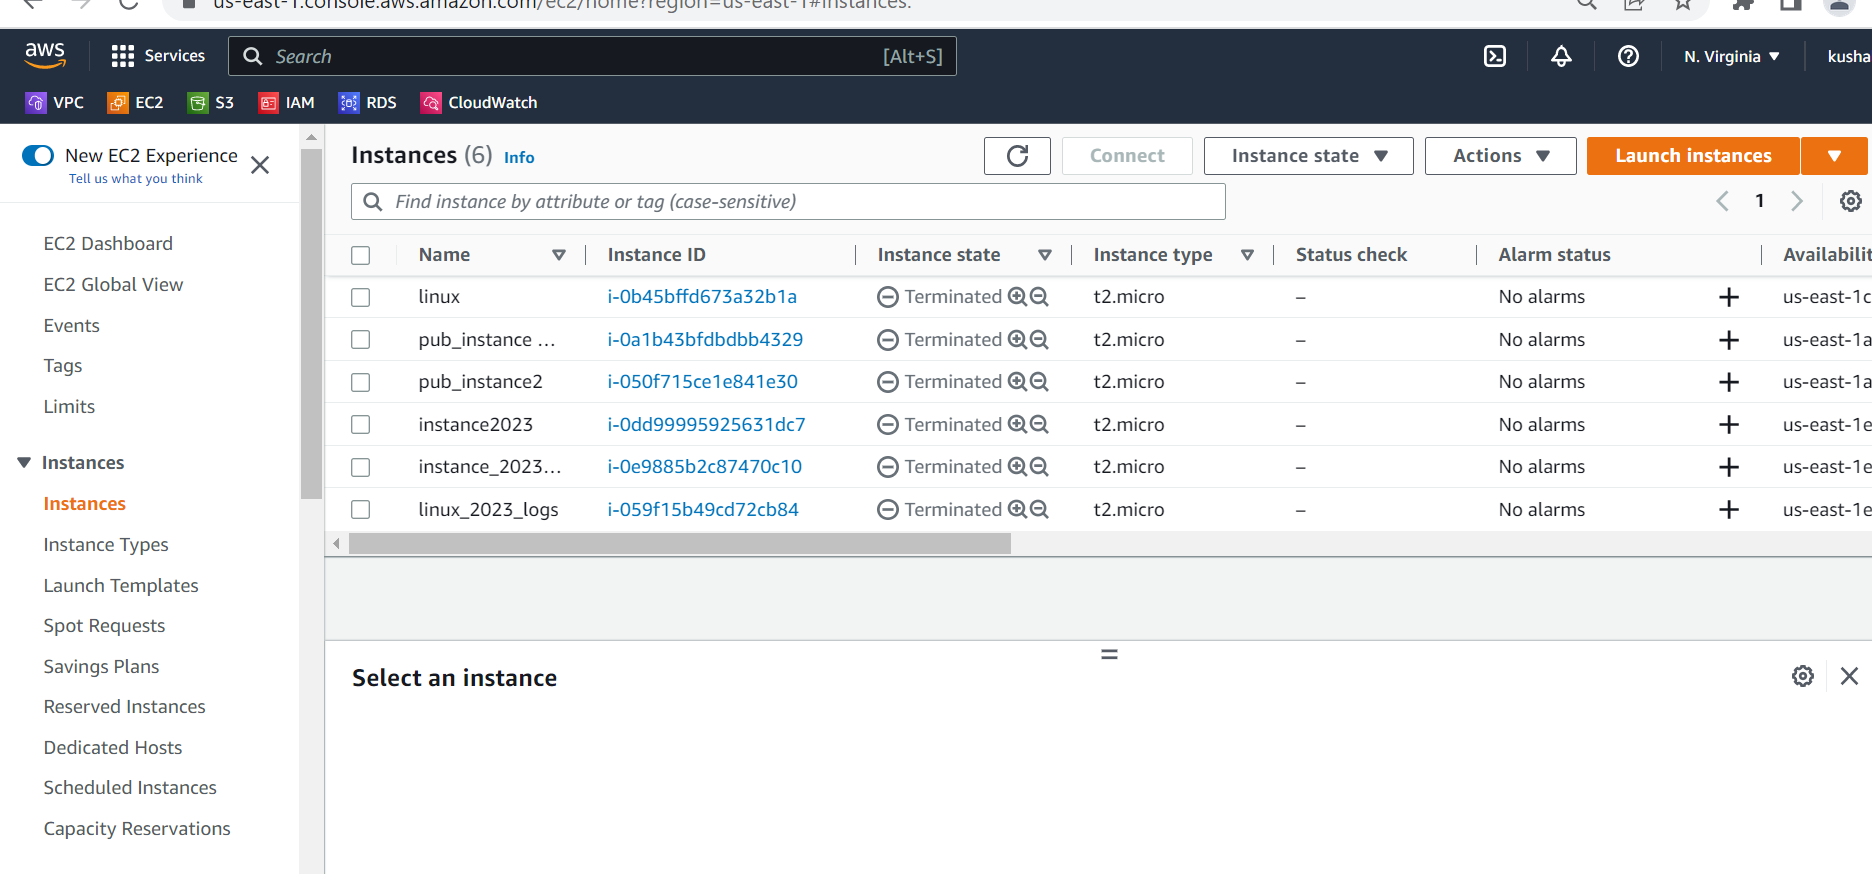 us-east-1.console.aws.amazon.com/ec2/home?region=us-east-1#Instances:
aws Services Search [Alt+S] N. Virginia kusha
VPC EC2 S3 IAM RDS CloudWatch
New EC2 Experience
Tell us what you think
EC2 Dashboard
EC2 Global View
Events
Tags
Limits
Instances
Instances
Instance Types
Launch Templates
Spot Requests
Savings Plans
Reserved Instances
Dedicated Hosts
Scheduled Instances
Capacity Reservations
Instances (6) Info Connect Instance state Actions Launch instances
Find instance by attribute or tag (case-sensitive) 1
Name Instance ID Instance state Instance type Status check Alarm status Availabilit
linux i-0b45bffd673a32b1a Terminated t2.micro – No alarms + us-east-1c
pub_instance ... i-0a1b43bfdbdbb4329 Terminated t2.micro – No alarms + us-east-1a
pub_instance2 i-050f715ce1e841e30 Terminated t2.micro – No alarms + us-east-1a
instance2023 i-0dd99995925631dc7 Terminated t2.micro – No alarms + us-east-1e
instance_2023... i-0e9885b2c87470c10 Terminated t2.micro – No alarms + us-east-1e
linux_2023_logs i-059f15b49cd72cb84 Terminated t2.micro – No alarms + us-east-1e
Select an instance